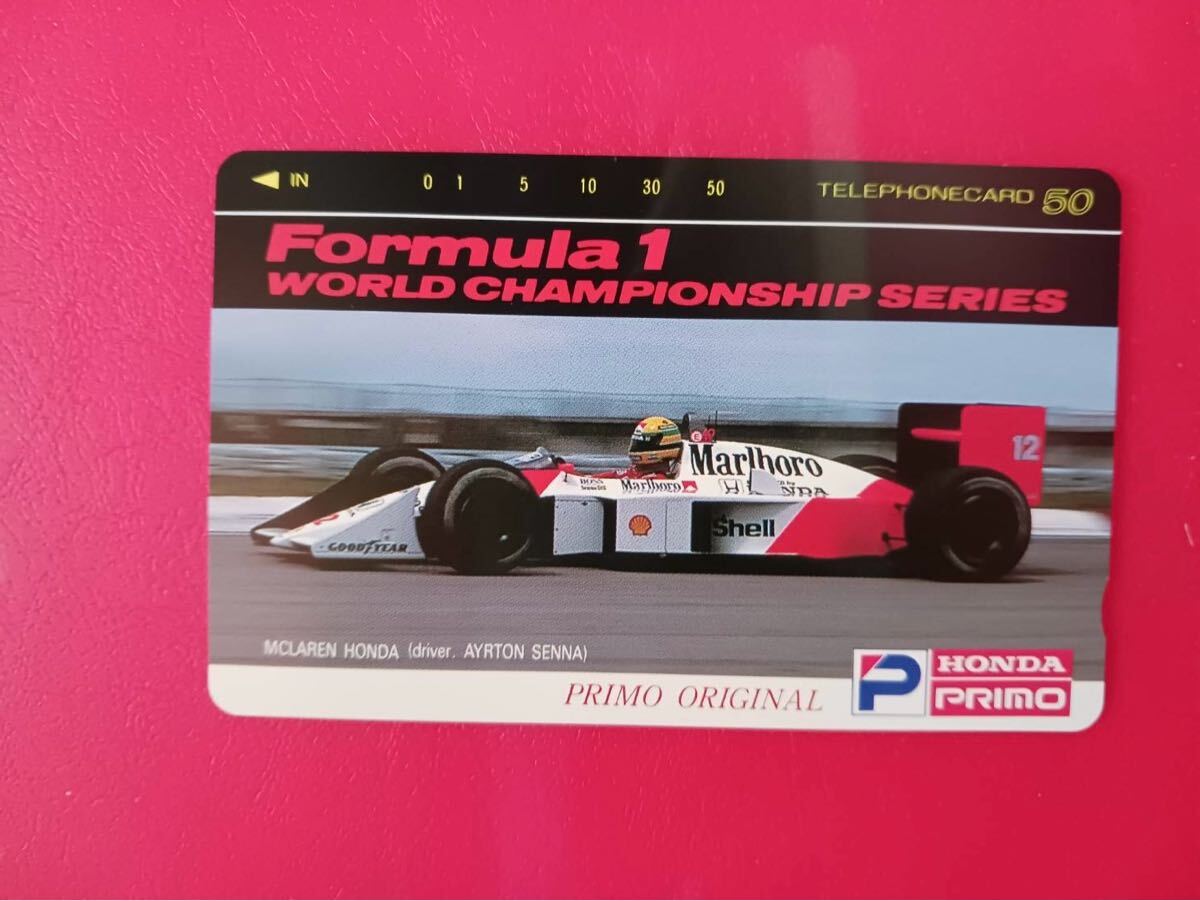 IN 0 1 5 10 30 50 TELEPHONECARD 50
Formula 1
WORLD CHAMPIONSHIP SERIES
12
Marlboro
BOSS
Marlboro
Shell
GOODYEAR
MCLAREN HONDA (driver. AYRTON SENNA)
PRIMO ORIGINAL
P
HONDA
PRIMO